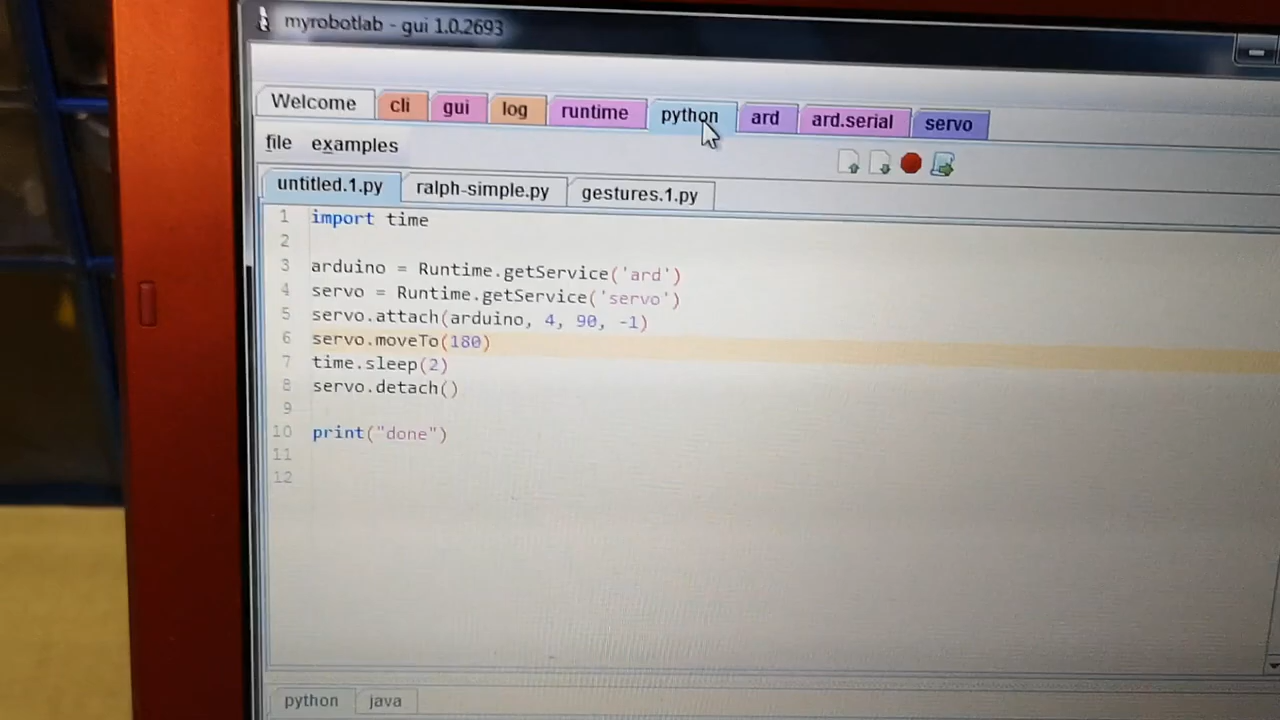 myrobotlab - gui 1.0.2693
Welcome cli gui log runtime python ard ard.serial servo
file examples
untitled.1.py ralph-simple.py gestures.1.py
1 import time
2
3 arduino = Runtime.getService('ard')
4 servo = Runtime.getService('servo')
5 servo.attach(arduino, 4, 90, -1)
6 servo.moveTo(180)
7 time.sleep(2)
8 servo.detach()
9
10 print("done")
11
12
python java